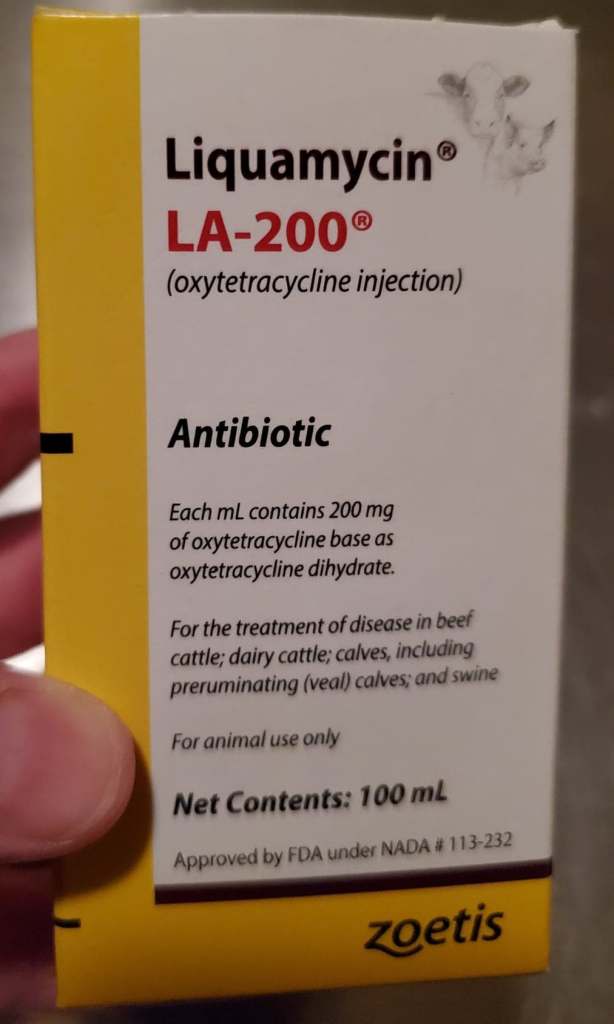 Liquamycin®
LA-200®
(oxytetracycline injection)
Antibiotic
Each mL contains 200 mg
of oxytetracycline base as
oxytetracycline dihydrate.
For the treatment of disease in beef
cattle; dairy cattle; calves, including
preruminating (veal) calves; and swine
For animal use only
Net Contents: 100 mL
Approved by FDA under NADA # 113-232
zoetis